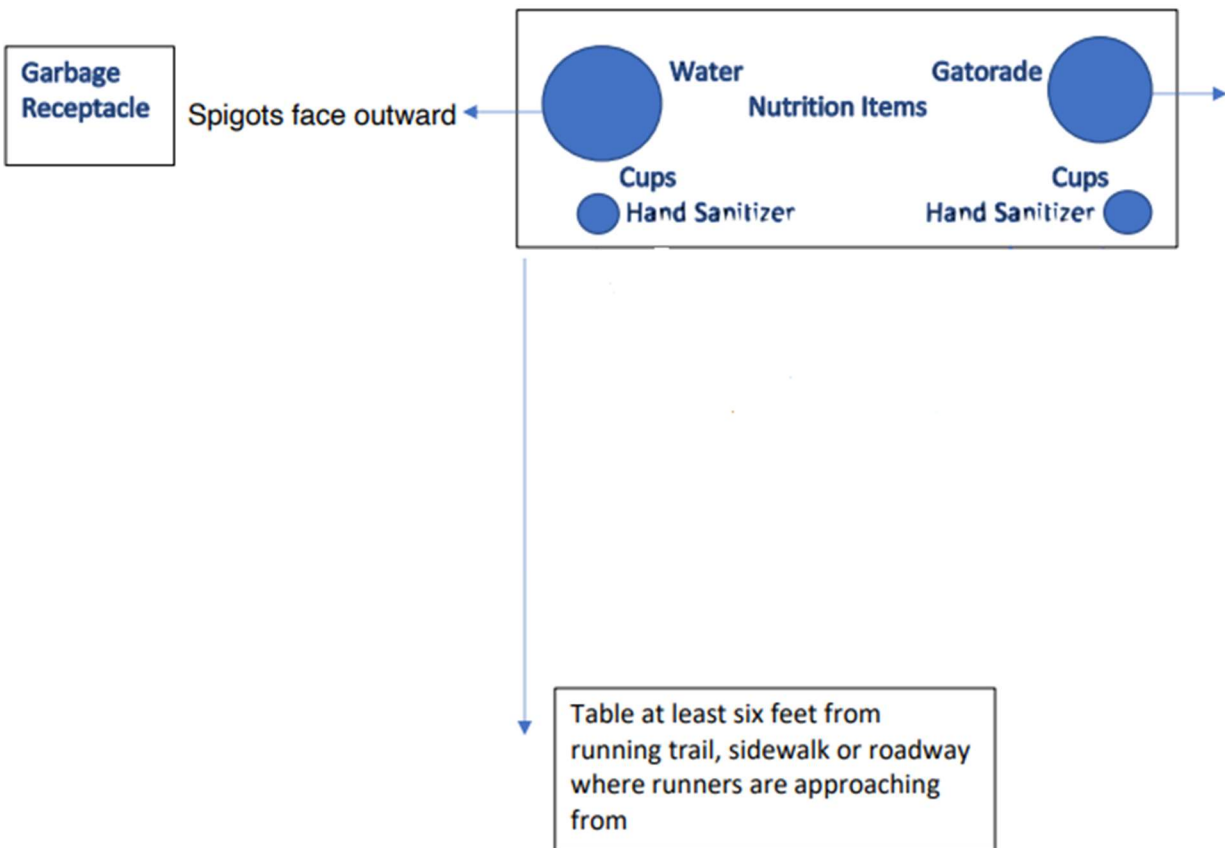 Garbage
Receptacle
Spigots face outward
Water
Gatorade
Nutrition Items
Cups
Cups
Hand Sanitizer
Hand Sanitizer
Table at least six feet from
running trail, sidewalk or roadway
where runners are approaching
from